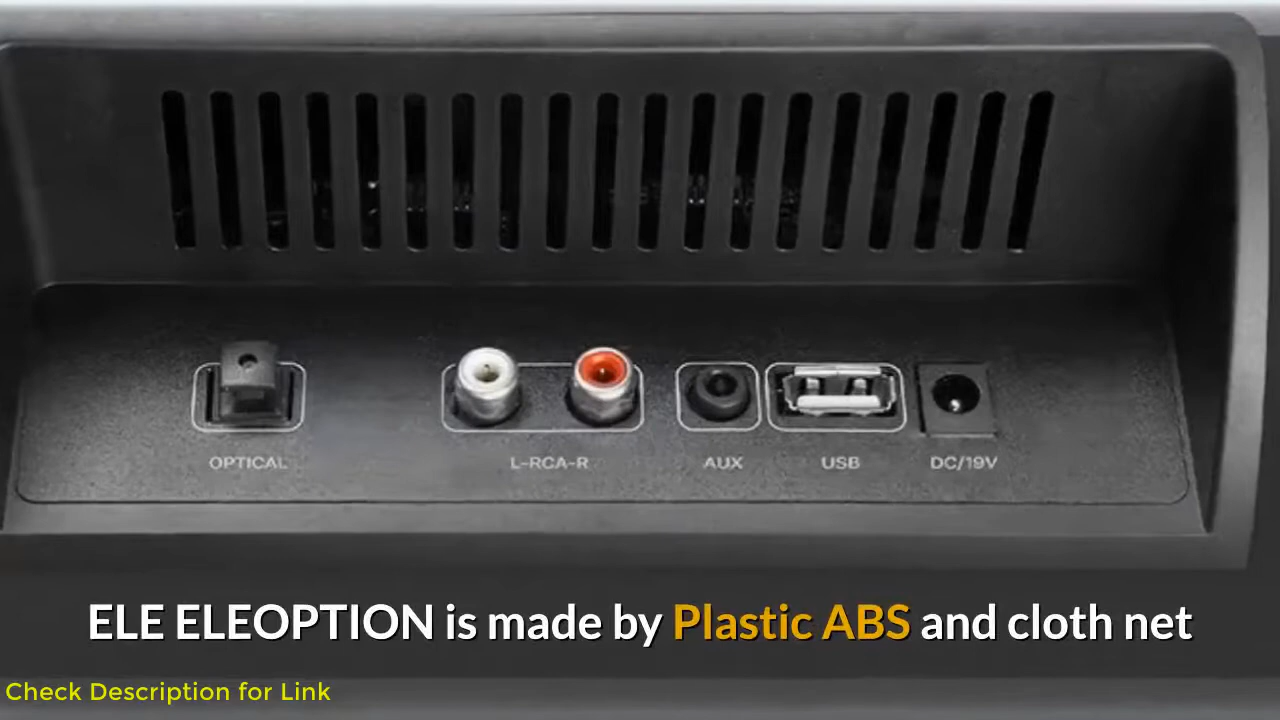 OPTICAL L-RCA-R AUX USB DC/19V
ELE ELEOPTION is made by Plastic ABS and cloth net
Check Description for Link